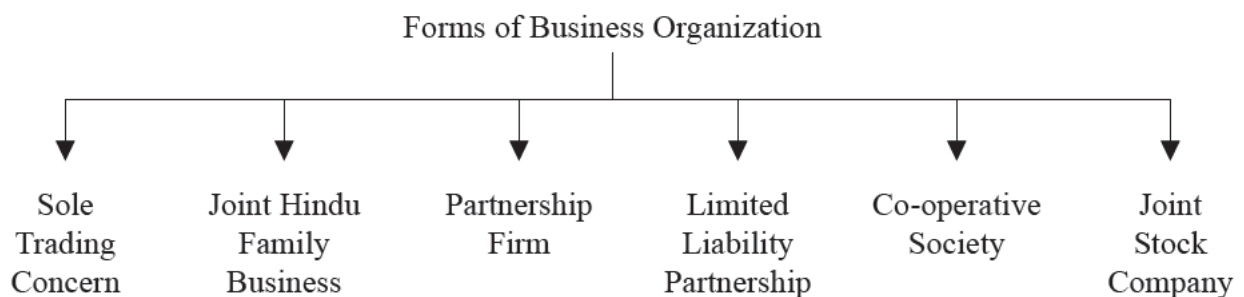 Forms of Business Organization
Sole
Trading
Concern
Joint Hindu
Family
Business
Partnership
Firm
Limited
Liability
Partnership
Co-operative
Society
Joint
Stock
Company